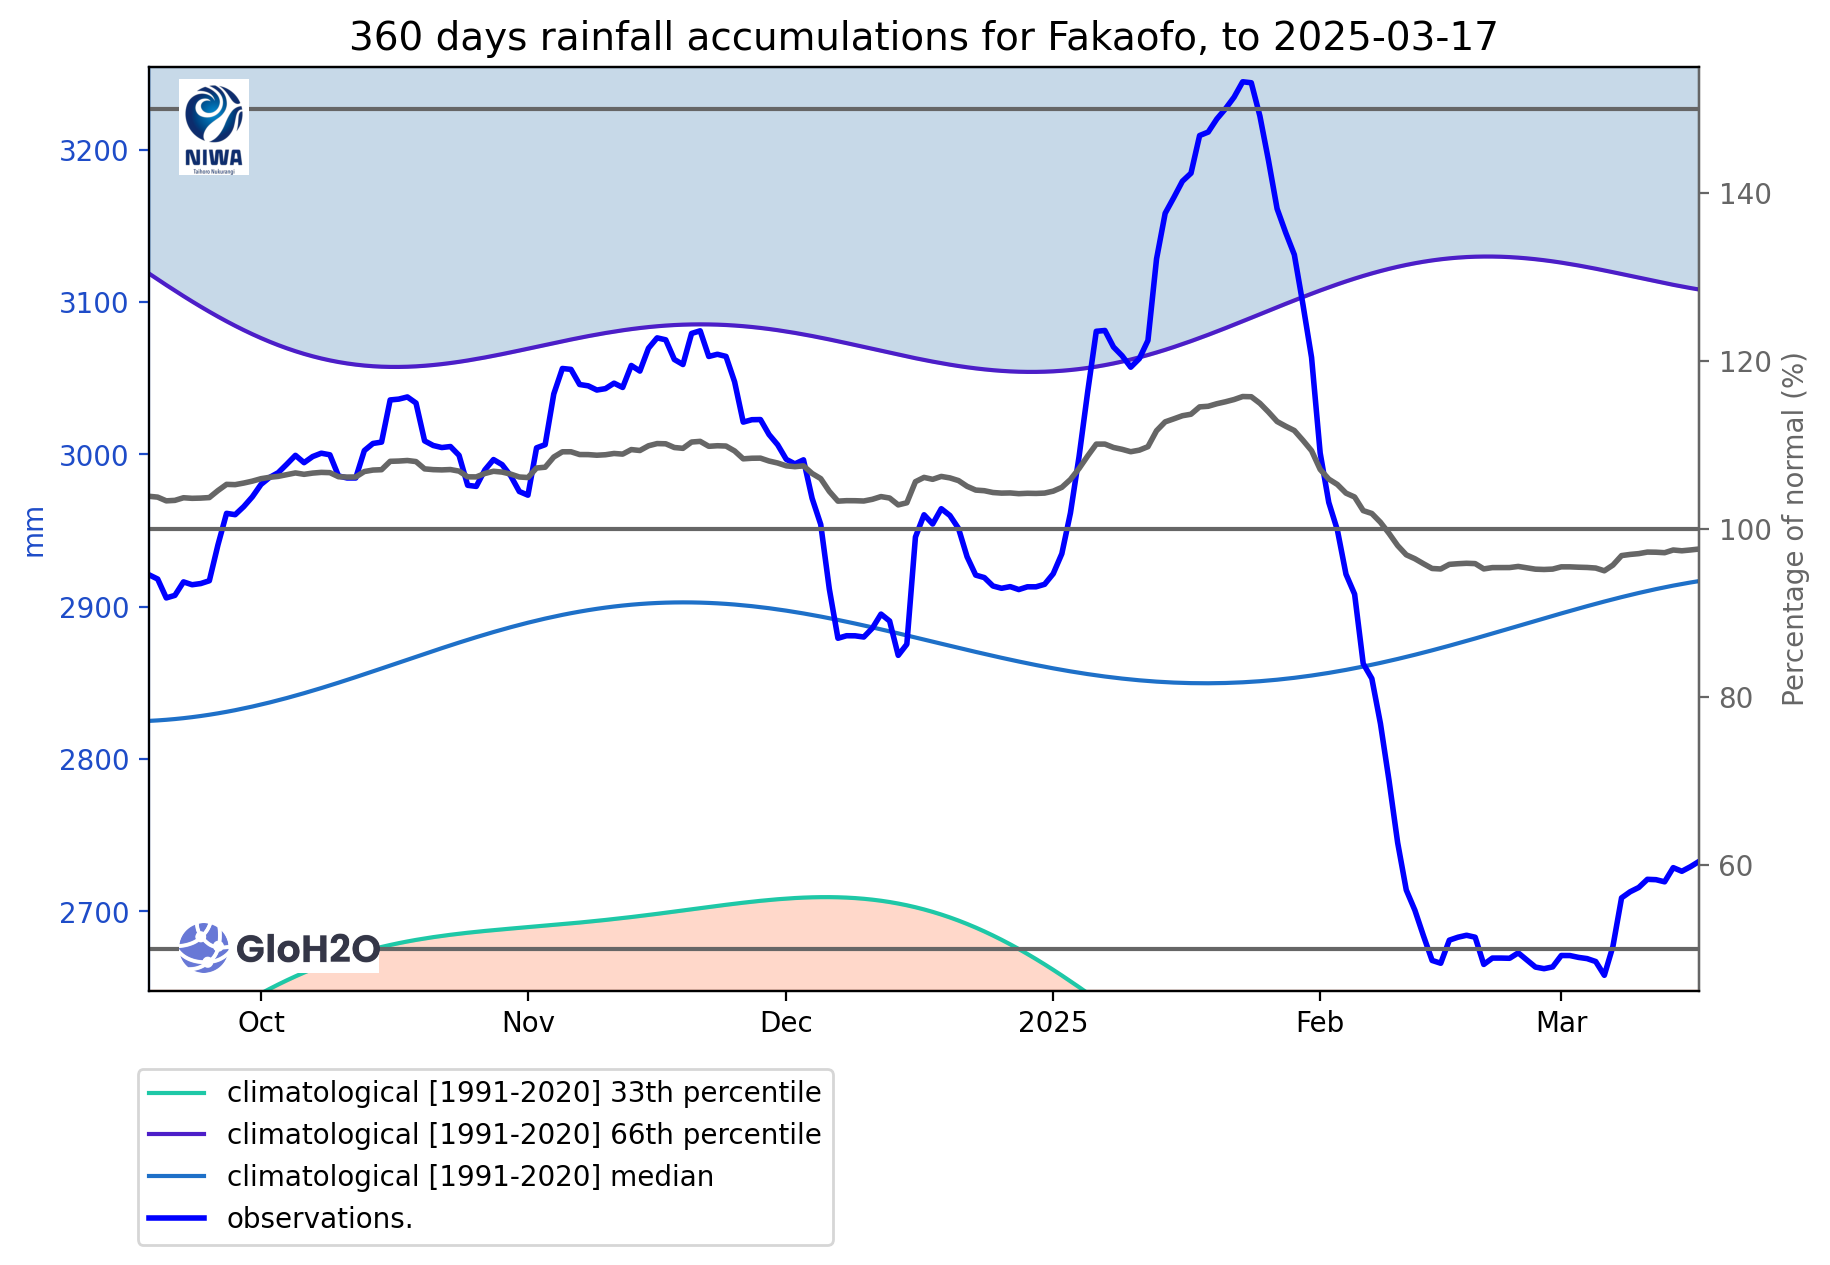 360 days rainfall accumulations for Fakaofo, to 2025-03-17
NIWA
Taihoro Nukurangi
3200
3100
3000
2900
2800
2700
mm
140
120
100
80
60
Percentage of normal (%)
GloH2O
Oct Nov Dec 2025 Feb Mar
climatological [1991-2020] 33th percentile
climatological [1991-2020] 66th percentile
climatological [1991-2020] median
observations.